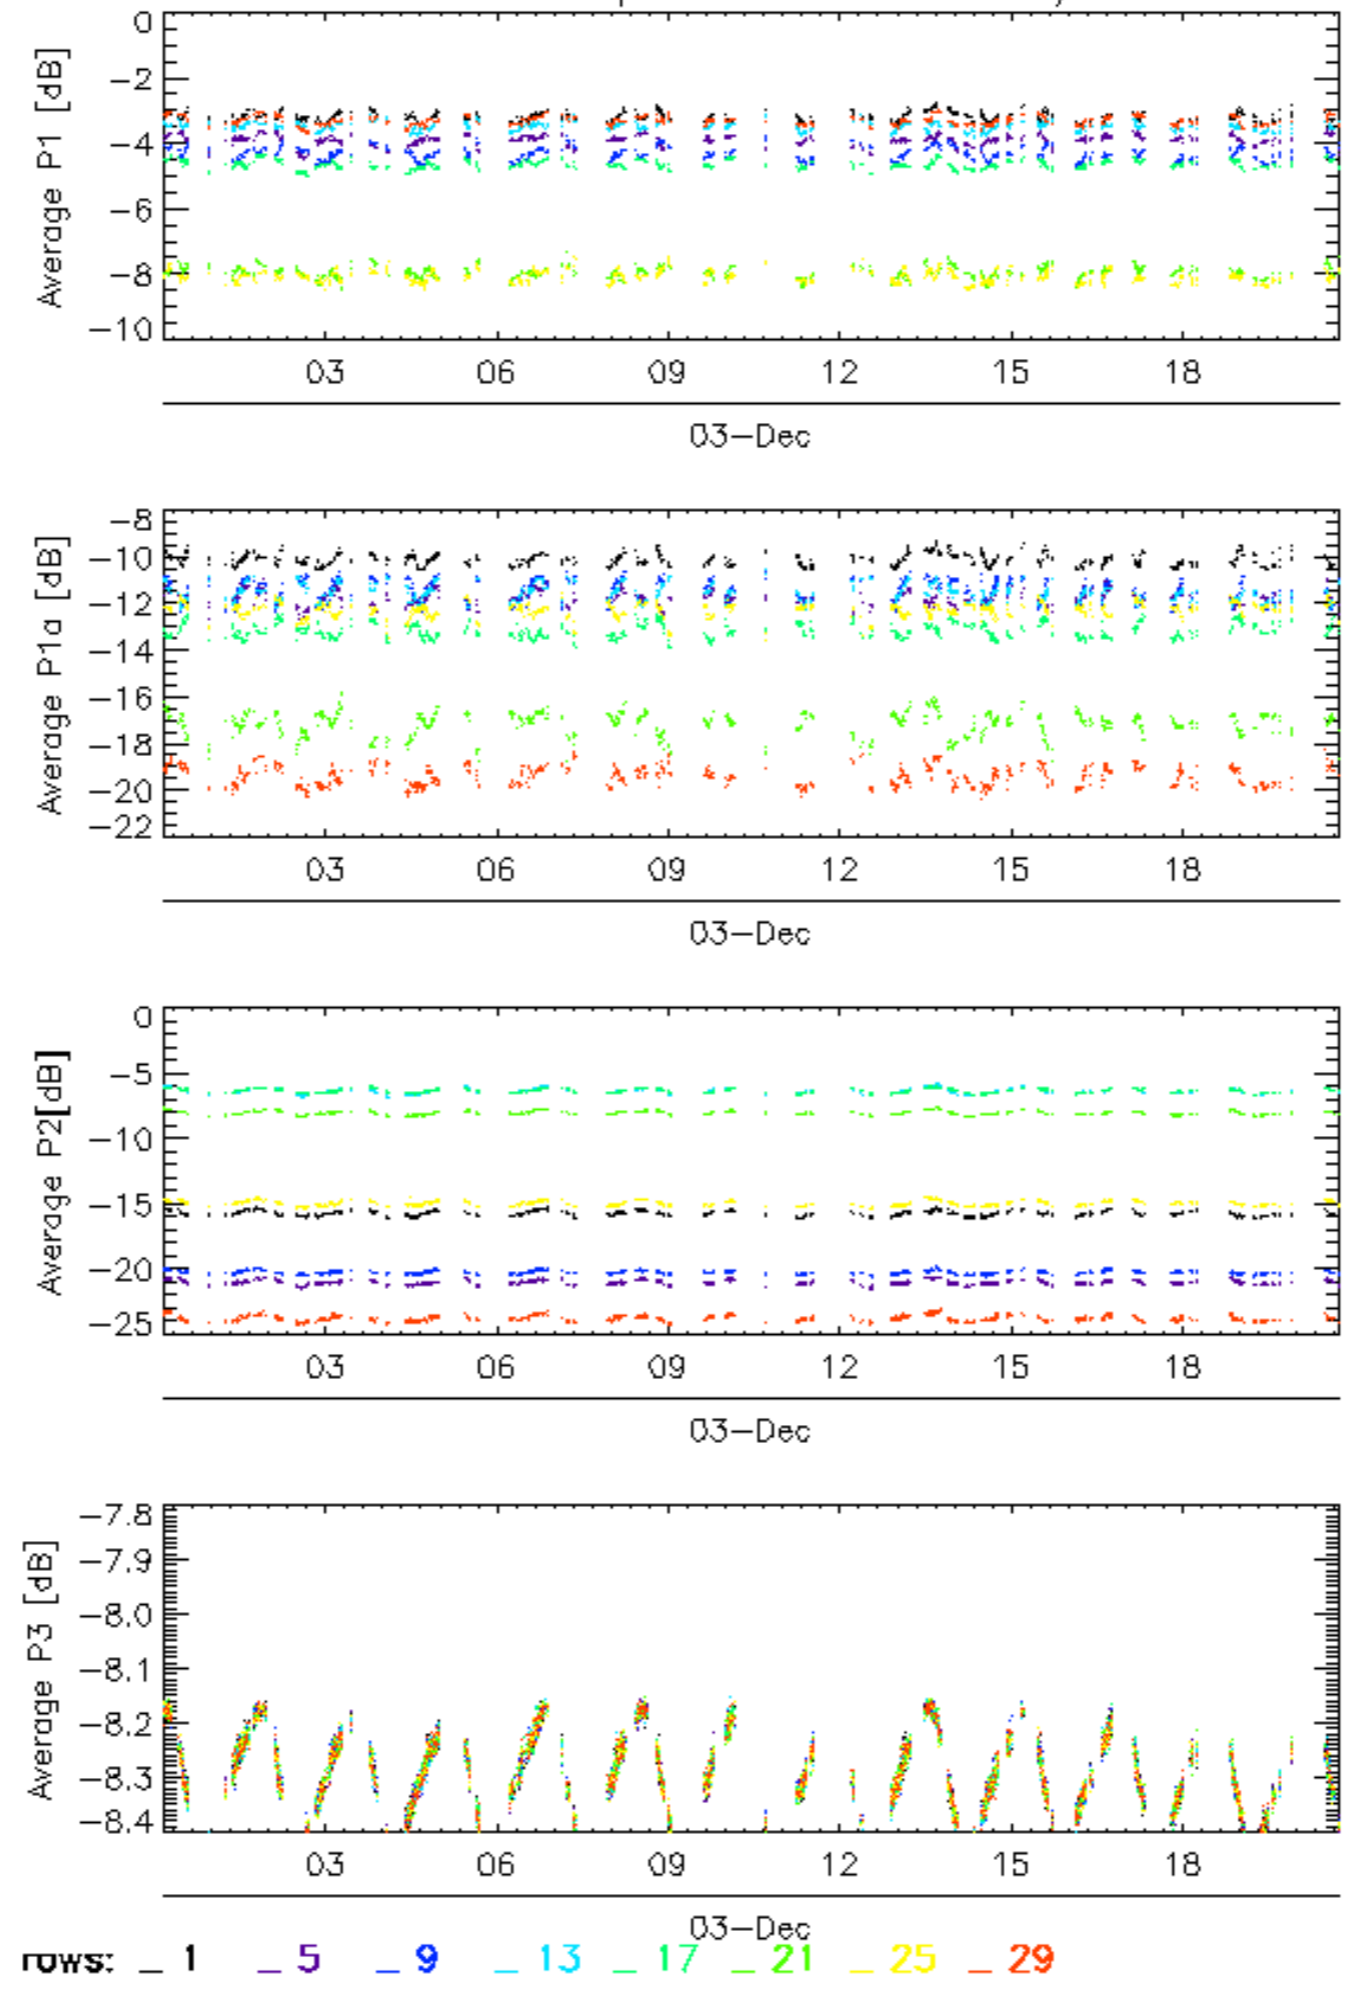 Average P1 [dB]
0
−2
−4
−6
−8
−10
03 06 09 12 15 18
03−Dec
Average P1a [dB]
−8
−10
−12
−14
−16
−18
−20
−22
03 06 09 12 15 18
03−Dec
Average P2[dB]
0
−5
−10
−15
−20
−25
03 06 09 12 15 18
03−Dec
Average P3 [dB]
−7.8
−7.9
−8.0
−8.1
−8.2
−8.3
−8.4
03 06 09 12 15 18
03−Dec
rows: _ 1 _ 5 _ 9 _ 13 _ 17 _ 21 _ 25 _ 29